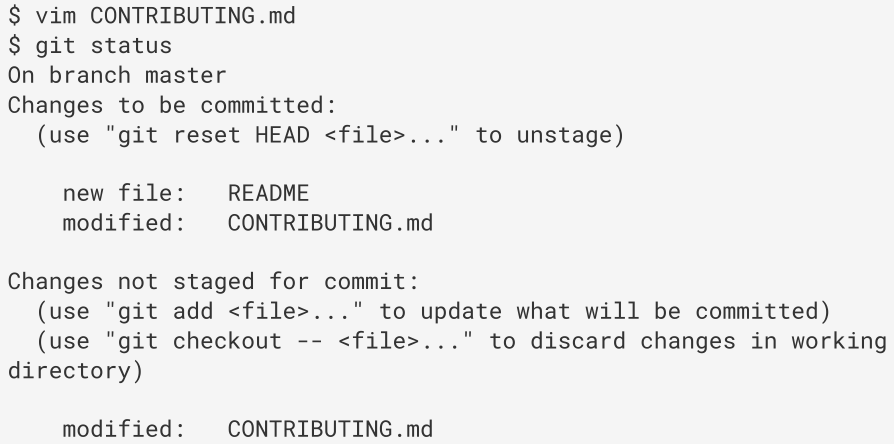 $ vim CONTRIBUTING.md
$ git status
On branch master
Changes to be committed:
  (use "git reset HEAD <file>..." to unstage)

    new file:   README
    modified:   CONTRIBUTING.md

Changes not staged for commit:
  (use "git add <file>..." to update what will be committed)
  (use "git checkout -- <file>..." to discard changes in working
directory)

    modified:   CONTRIBUTING.md